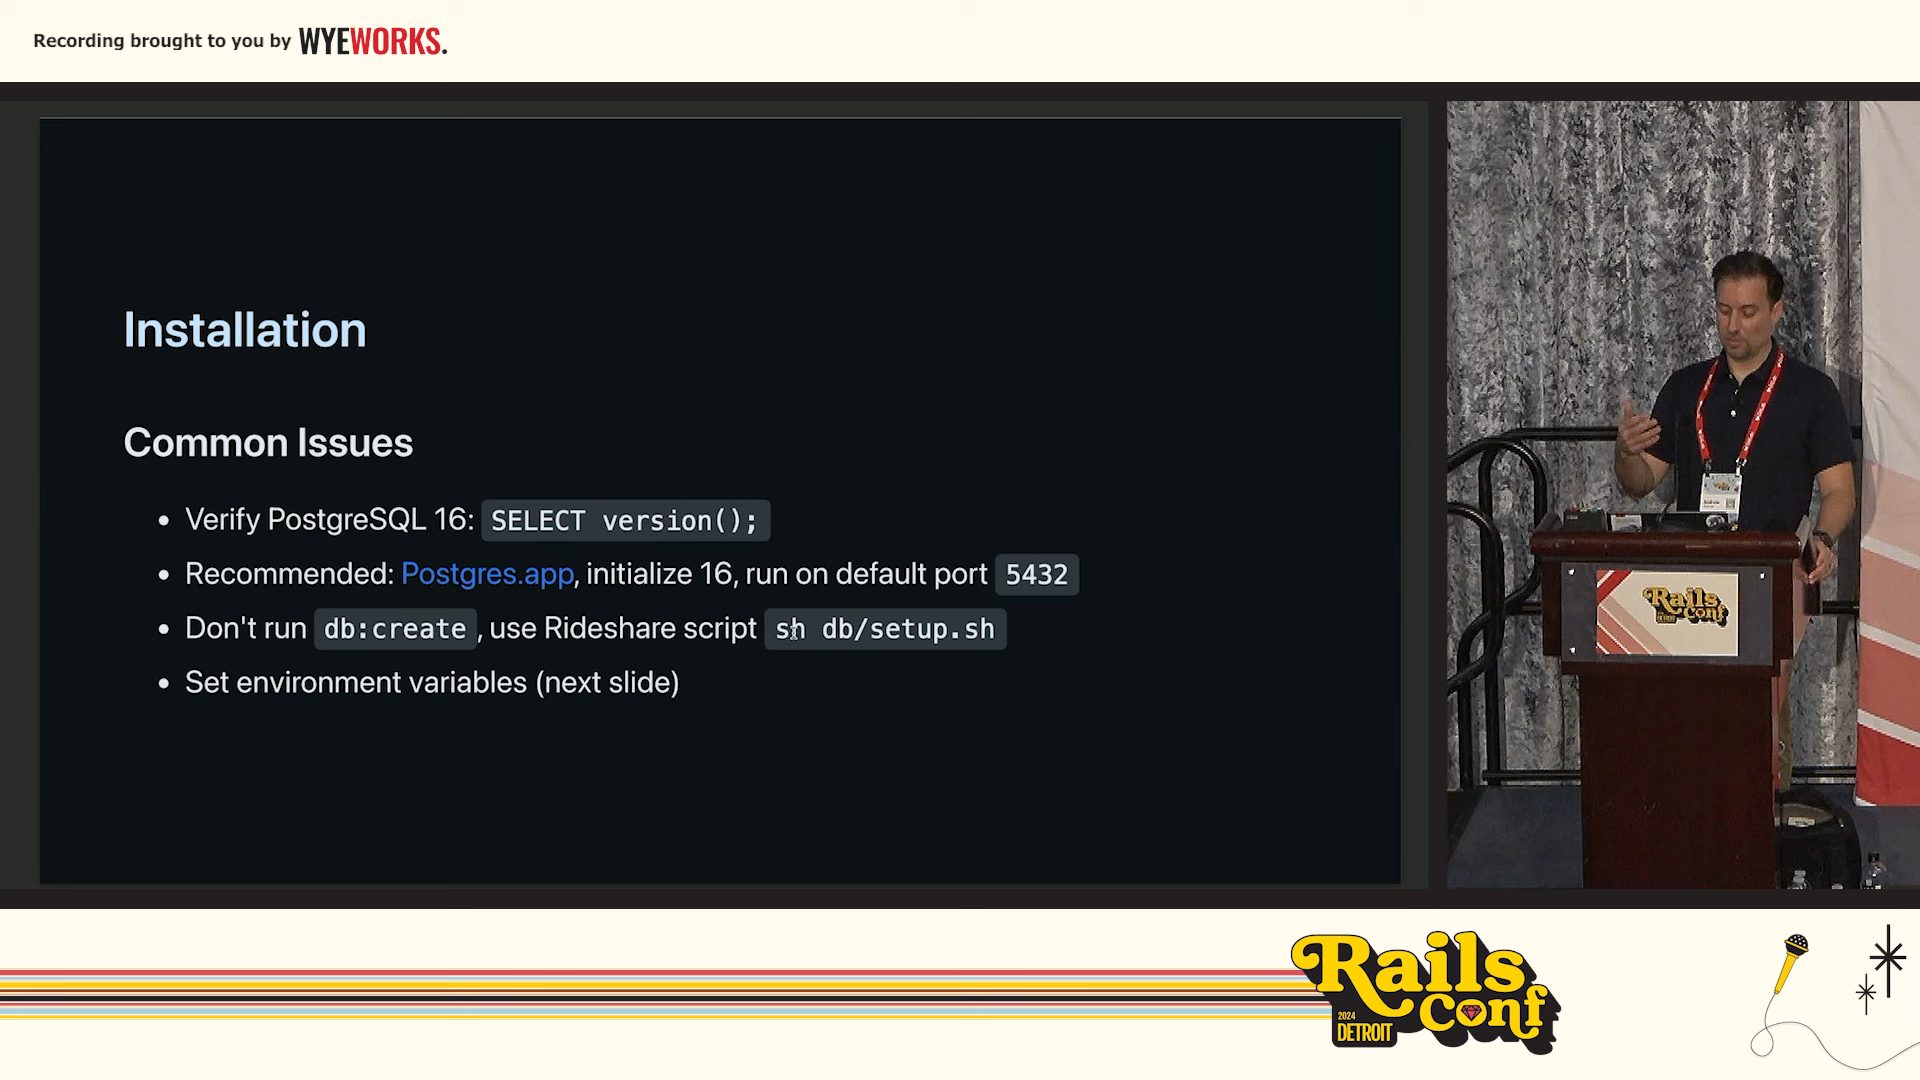 Recording brought to you by WYEWORKS.
Installation
Common Issues
• Verify PostgreSQL 16: SELECT version();
• Recommended: Postgres.app, initialize 16, run on default port 5432
• Don't run db:create, use Rideshare script sh db/setup.sh
• Set environment variables (next slide)
Rails
Conf
Rails
Conf
2024
DETROIT